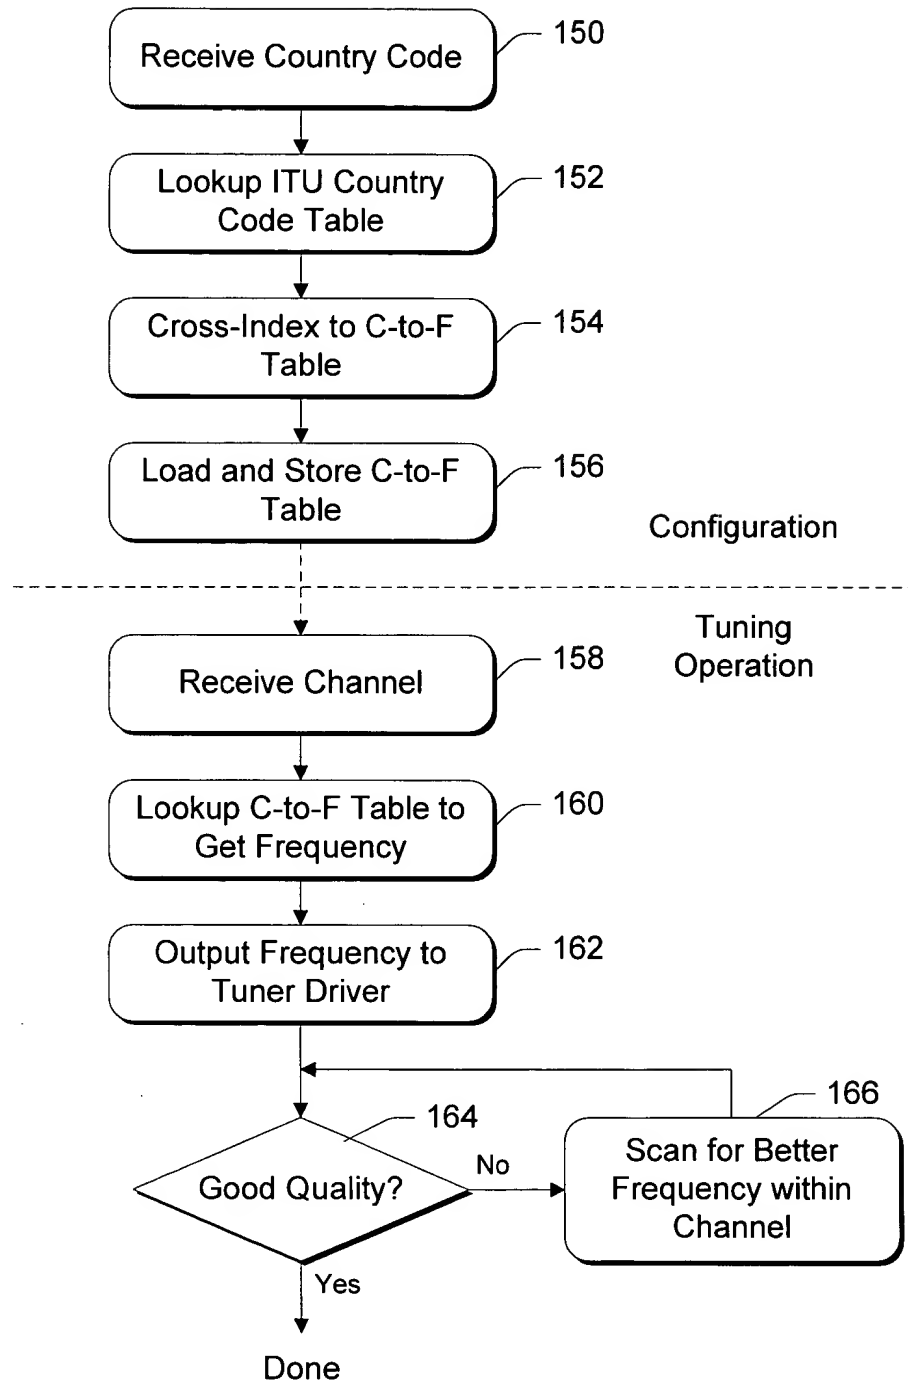 Receive Country Code
150
Lookup ITU Country
Code Table
152
Cross-Index to C-to-F
Table
154
Load and Store C-to-F
Table
156
Configuration
Tuning
Operation
Receive Channel
158
Lookup C-to-F Table to
Get Frequency
160
Output Frequency to
Tuner Driver
162
164
Good Quality?
No
166
Scan for Better
Frequency within
Channel
Yes
Done